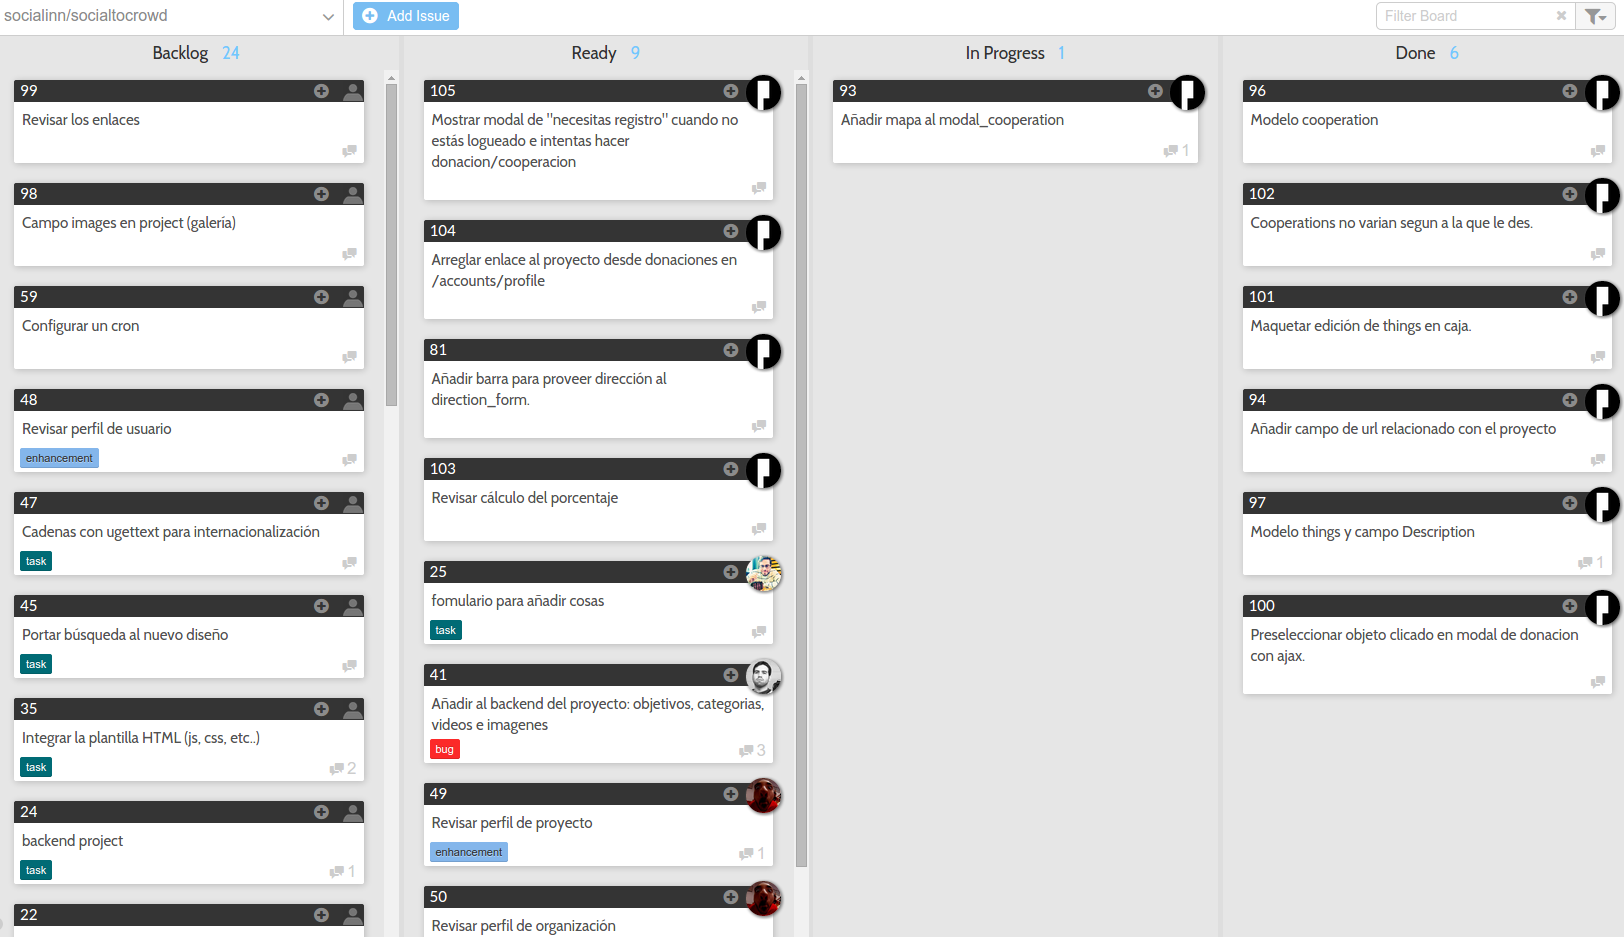 socialinn/socialtocrowd
Add Issue
Filter Board
Backlog 24
99
Revisar los enlaces
98
Campo images en project (galería)
59
Configurar un cron
48
Revisar perfil de usuario
enhancement
47
Cadenas con ugettext para internacionalización
task
45
Portar búsqueda al nuevo diseño
task
35
Integrar la plantilla HTML (js, css, etc..)
task
2
24
backend project
task
1
22
Ready 9
105
Mostrar modal de "necesitas registro" cuando no
estás logueado e intentas hacer
donacion/cooperacion
104
Arreglar enlace al proyecto desde donaciones en
/accounts/profile
81
Añadir barra para proveer dirección al
direction_form.
103
Revisar cálculo del porcentaje
25
fomulario para añadir cosas
task
41
Añadir al backend del proyecto: objetivos, categorias,
videos e imagenes
bug
3
49
Revisar perfil de proyecto
enhancement
1
50
Revisar perfil de organización
In Progress 1
93
Añadir mapa al modal_cooperation
1
Done 6
96
Modelo cooperation
102
Cooperations no varian segun a la que le des.
101
Maquetar edición de things en caja.
94
Añadir campo de url relacionado con el proyecto
97
Modelo things y campo Description
1
100
Preseleccionar objeto clicado en modal de donacion
con ajax.